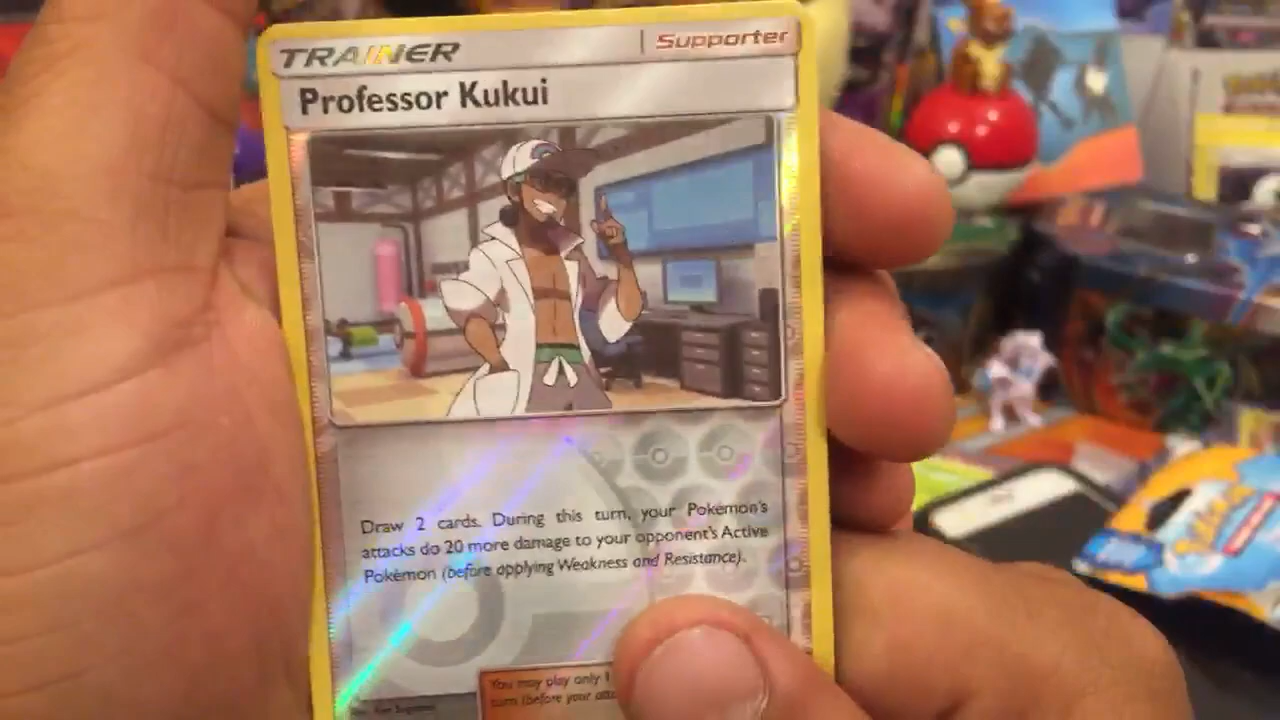 TRAINER
Supporter
Professor Kukui
Draw 2 cards. During this turn, your Pokémon's
attacks do 20 more damage to your opponent's Active
Pokémon (before applying Weakness and Resistance).
You may play only 1
turn (before your